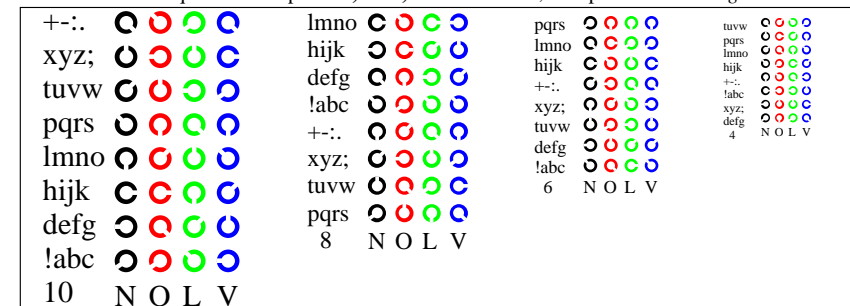 +-:.
xyz;
tuvw
pqrs
lmno
hijk
defg
!abc
10 N O L V
lmno
hijk
defg
!abc
+-:.
xyz;
tuvw
pqrs
8 N O L V
pqrs
lmno
hijk
+-:.
xyz;
tuvw
defg
!abc
6 N O L V
tuvw
pqrs
lmno
hijk
+-:.
!abc
xyz;
defg
4 N O L V